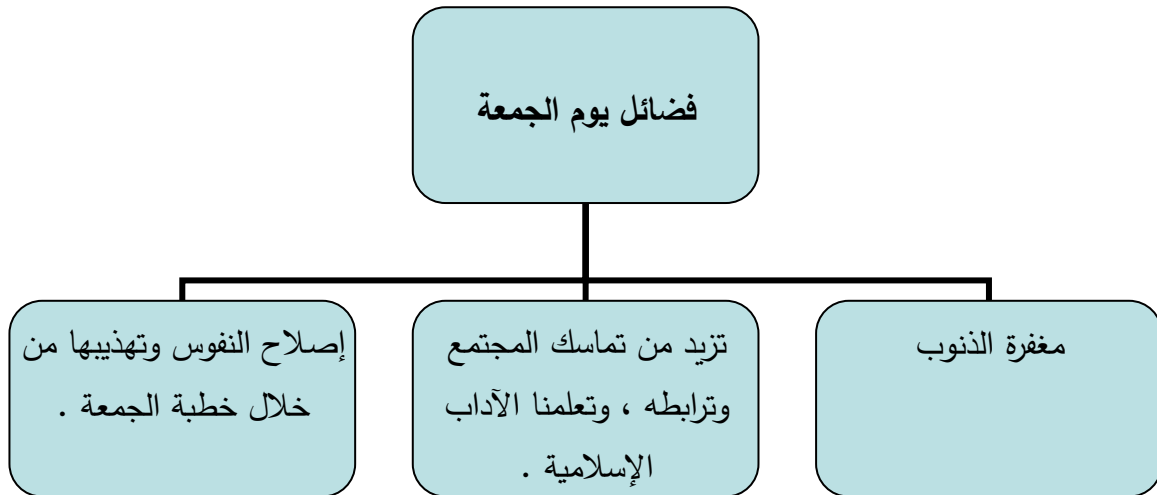 فضائل يوم الجمعة
مغفرة الذنوب
تزيد من تماسك المجتمع
وترابطه ، وتعلمنا الآداب
الإسلامية .
إصلاح النفوس وتهذيبها من
خلال خطبة الجمعة .